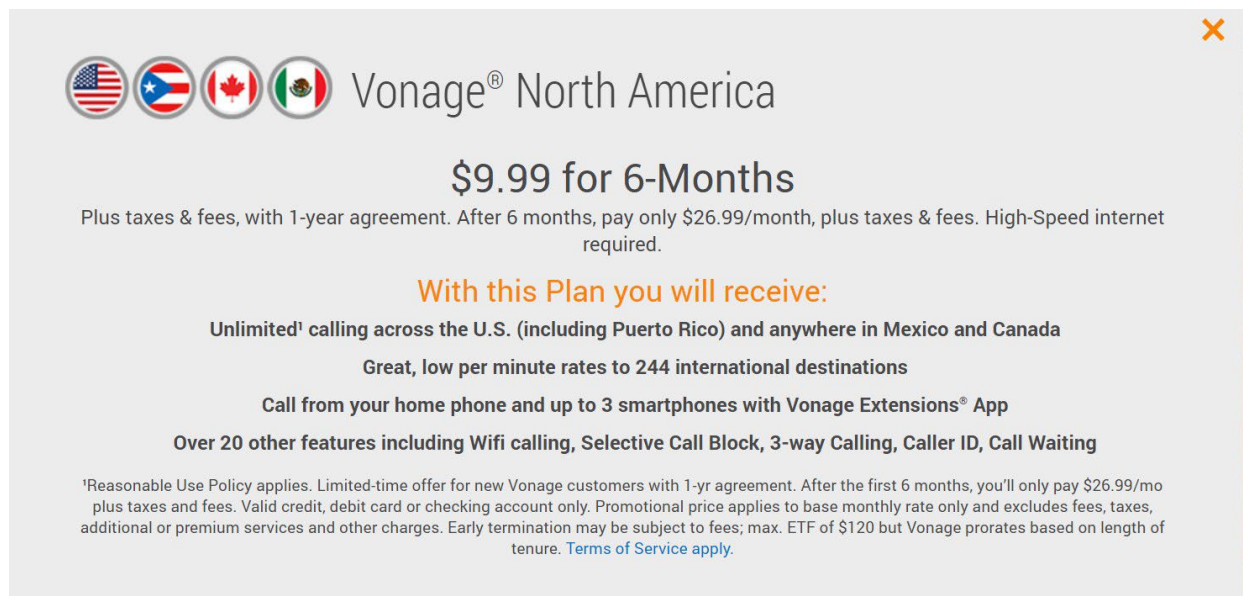 Vonage® North America
$9.99 for 6-Months
Plus taxes & fees, with 1-year agreement. After 6 months, pay only $26.99/month, plus taxes & fees. High-Speed internet
required.
With this Plan you will receive:
Unlimited¹ calling across the U.S. (including Puerto Rico) and anywhere in Mexico and Canada
Great, low per minute rates to 244 international destinations
Call from your home phone and up to 3 smartphones with Vonage Extensions® App
Over 20 other features including Wifi calling, Selective Call Block, 3-way Calling, Caller ID, Call Waiting
¹Reasonable Use Policy applies. Limited-time offer for new Vonage customers with 1-yr agreement. After the first 6 months, you'll only pay $26.99/mo
plus taxes and fees. Valid credit, debit card or checking account only. Promotional price applies to base monthly rate only and excludes fees, taxes,
additional or premium services and other charges. Early termination may be subject to fees; max. ETF of $120 but Vonage prorates based on length of
tenure. Terms of Service apply.